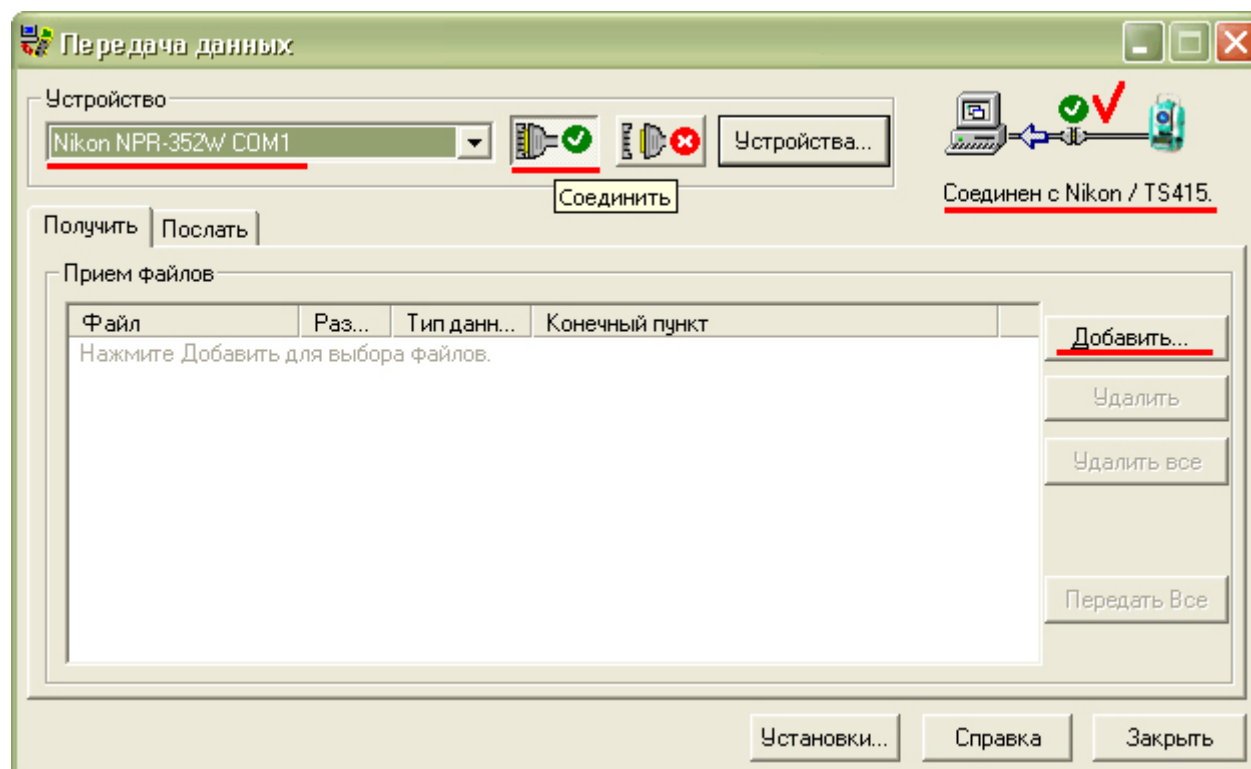 Передача данных
Устройство
Nikon NPR-352W COM1
Устройства...
Соединить
Соединен с Nikon / TS415.
Получить
Послать
Прием файлов
Файл Раз... Тип данн... Конечный пункт
Нажмите Добавить для выбора файлов.
Добавить...
Удалить
Удалить все
Передать Все
Установки...
Справка
Закрыть